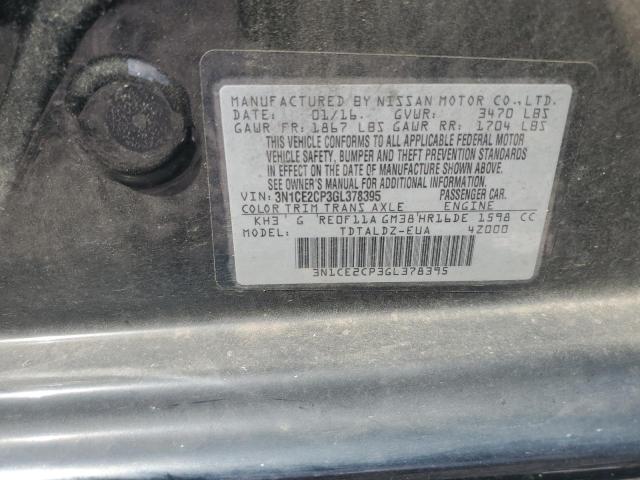 MANUFACTURED BY NISSAN MOTOR CO.,LTD.
DATE: 01/16. GVWR: 3470 LBS
GAWR FR: 1867 LBS GAWR RR: 1704 LBS
THIS VEHICLE CONFORMS TO ALL APPLICABLE FEDERAL MOTOR
VEHICLE SAFETY, BUMPER AND THEFT PREVENTION STANDARDS
IN EFFECT ON THE DATE OF MANUFACTURE SHOWN ABOVE.
SEE OWNER'S MANUAL FOR ADDITIONAL INFORMATION.
VIN: 3N1CE2CP3GL378395 PASSENGER CAR.
COLOR TRIM TRANS AXLE ENGINE
KH3 G RE0F11A GM38 HR16DE 1598 CC
MODEL: TDTALDZ-EUA 4Z000
3N1CE2CP3GL378395